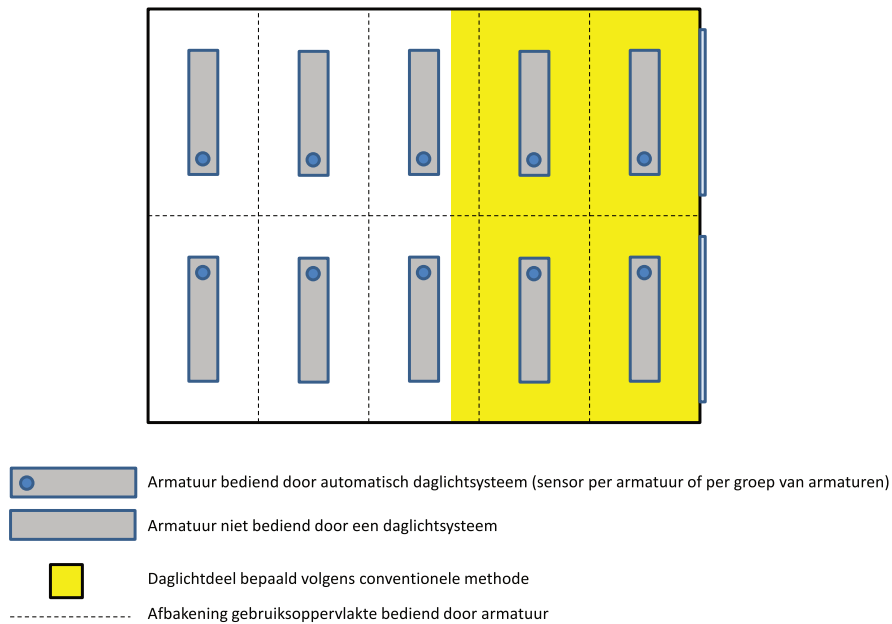 Armatuur bediend door automatisch daglichtsysteem (sensor per armatuur of per groep van armaturen)
Armatuur niet bediend door een daglichtsysteem
Daglichtdeel bepaald volgens conventionele methode
Afbakening gebruiksoppervlakte bediend door armatuur